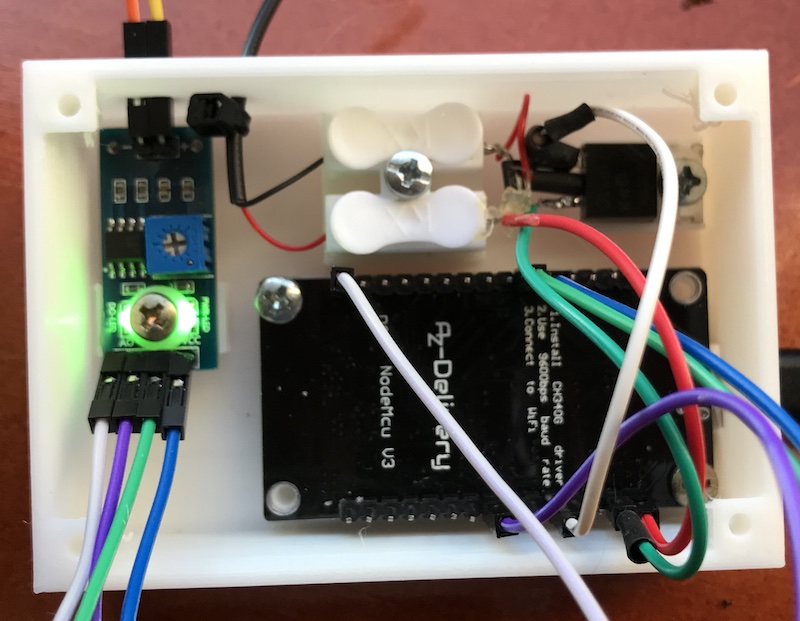 1.Install CH340G driver
2.Use 9600bps baud rate
3.Connect to WiFi
AZ-Delivery
NodeMcu V3